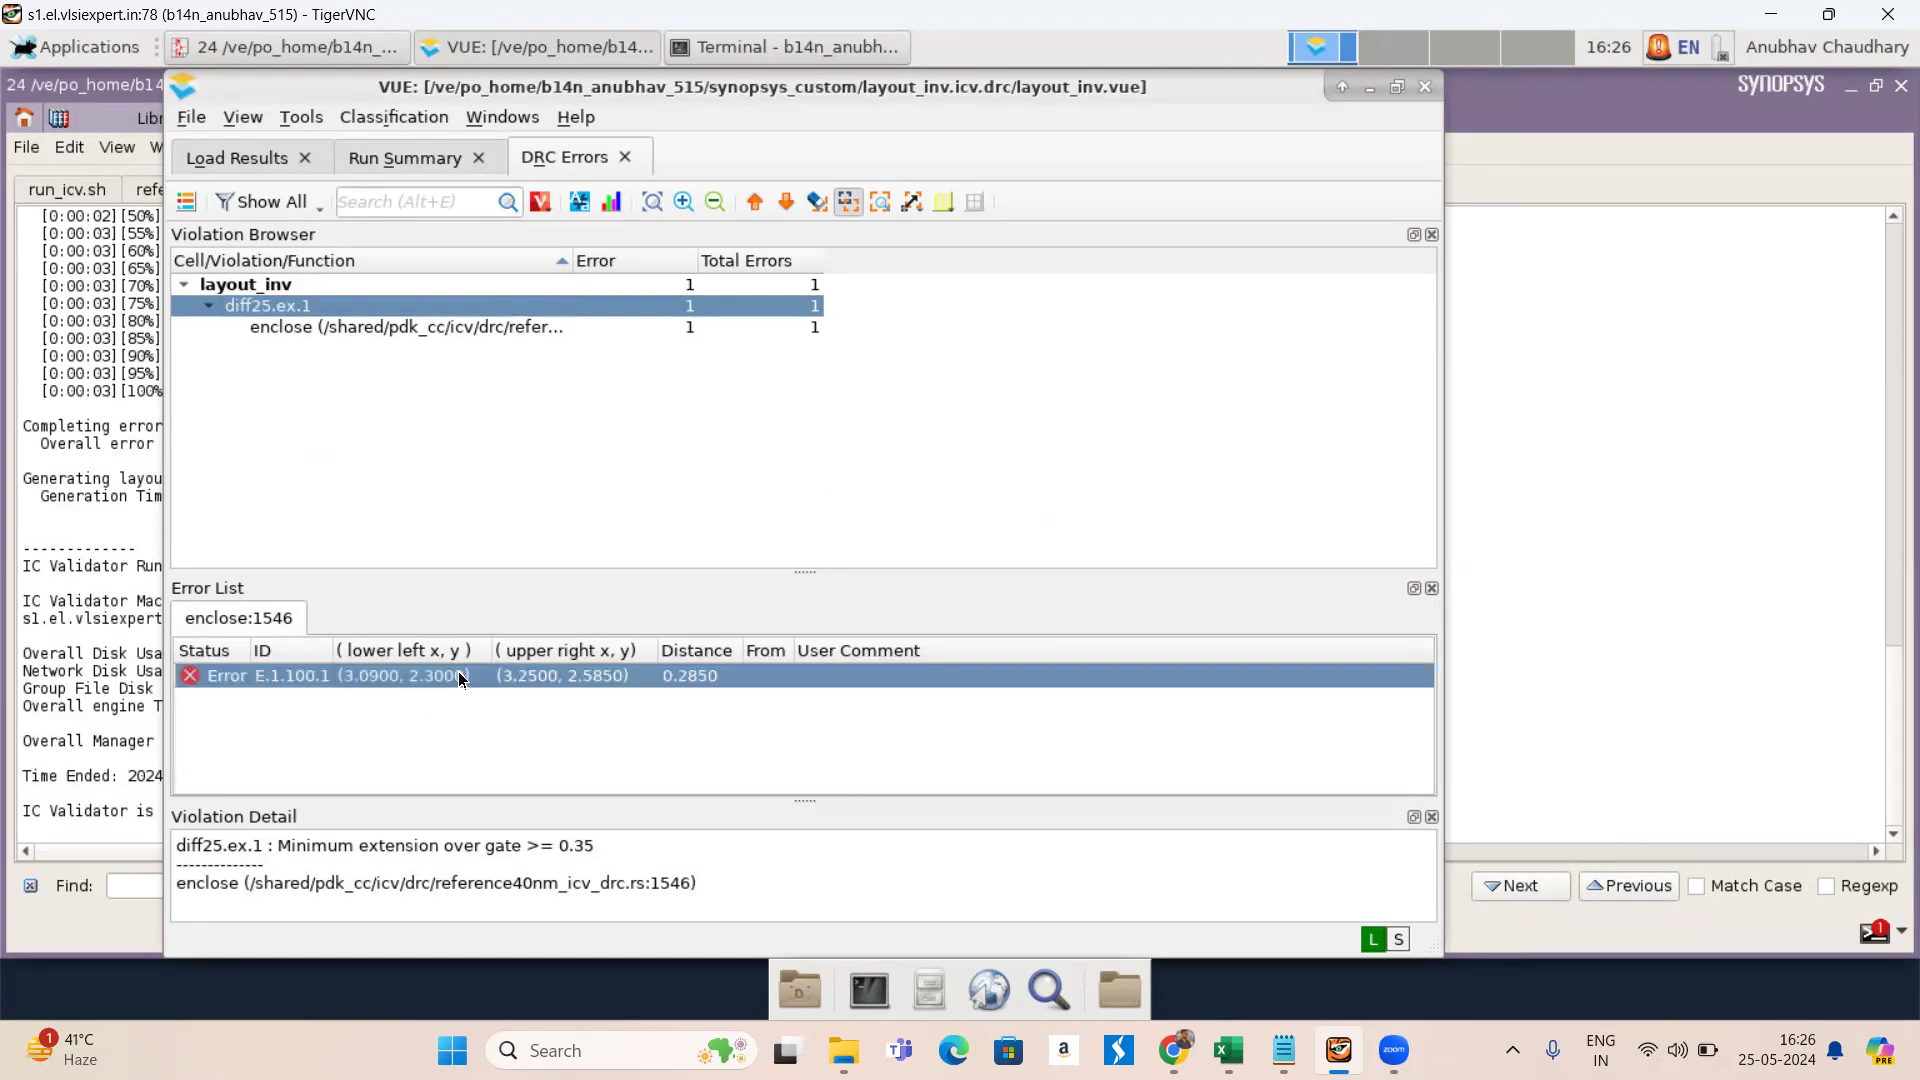 s1.el.vlsiexpert.in:78 (b14n_anubhav_515) - TigerVNC
Applications
24 /ve/po_home/b14n_...
VUE: [/ve/po_home/b14...
Terminal - b14n_anubh...
16:26
EN
Anubhav Chaudhary
24 /ve/po_home/b14
VUE: [/ve/po_home/b14n_anubhav_515/synopsys_custom/layout_inv.icv.drc/layout_inv.vue]
SYNOPSYS
Libr
File View Tools Classification Windows Help
File Edit View W
Load Results
Run Summary
DRC Errors
run_icv.sh
refe
Show All
Search (Alt+E)
Violation Browser
Cell/Violation/Function Error Total Errors
layout_inv 1 1
diff25.ex.1 1 1
enclose (/shared/pdk_cc/icv/drc/refer... 1 1
[0:00:02][50%]
[0:00:03][55%]
[0:00:03][60%]
[0:00:03][65%]
[0:00:03][70%]
[0:00:03][75%]
[0:00:03][80%]
[0:00:03][85%]
[0:00:03][90%]
[0:00:03][95%]
[0:00:03][100%
Completing error
Overall error
Generating layou
Generation Tim
-------------
IC Validator Run
IC Validator Mac
s1.el.vlsiexpert
Overall Disk Usa
Network Disk Usa
Group File Disk
Overall engine T
Overall Manager
Time Ended: 2024
IC Validator is
Error List
enclose:1546
Status ID ( lower left x, y ) ( upper right x, y) Distance From User Comment
Error E.1.100.1 (3.0900, 2.3000) (3.2500, 2.5850) 0.2850
Violation Detail
diff25.ex.1 : Minimum extension over gate >= 0.35
--------------
enclose (/shared/pdk_cc/icv/drc/reference40nm_icv_drc.rs:1546)
Find:
Next
Previous
Match Case
Regexp
L S
1
1
41°C
Haze
Search
zoom
ENG
IN
16:26
25-05-2024
PRE